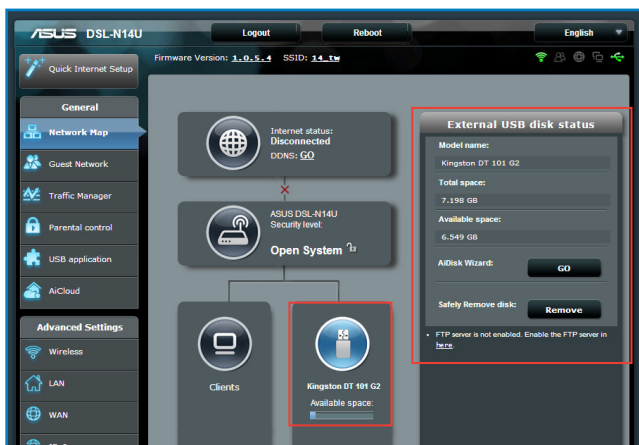 ASUS DSL-N14U
Logout
Reboot
English
Quick Internet Setup
Firmware Version: 1.0.5.4 SSID: 14_tw
General
Network Map
Guest Network
Traffic Manager
Parental control
USB application
AiCloud
Advanced Settings
Wireless
LAN
WAN
Internet status:
Disconnected
DDNS: GO
ASUS DSL-N14U
Security level:
Open System
Clients
Kingston DT 101 G2
Available space:
External USB disk status
Model name:
Kingston DT 101 G2
Total space:
7.198 GB
Available space:
6.549 GB
AiDisk Wizard:
GO
Safely Remove disk:
Remove
• FTP server is not enabled. Enable the FTP server in
here.